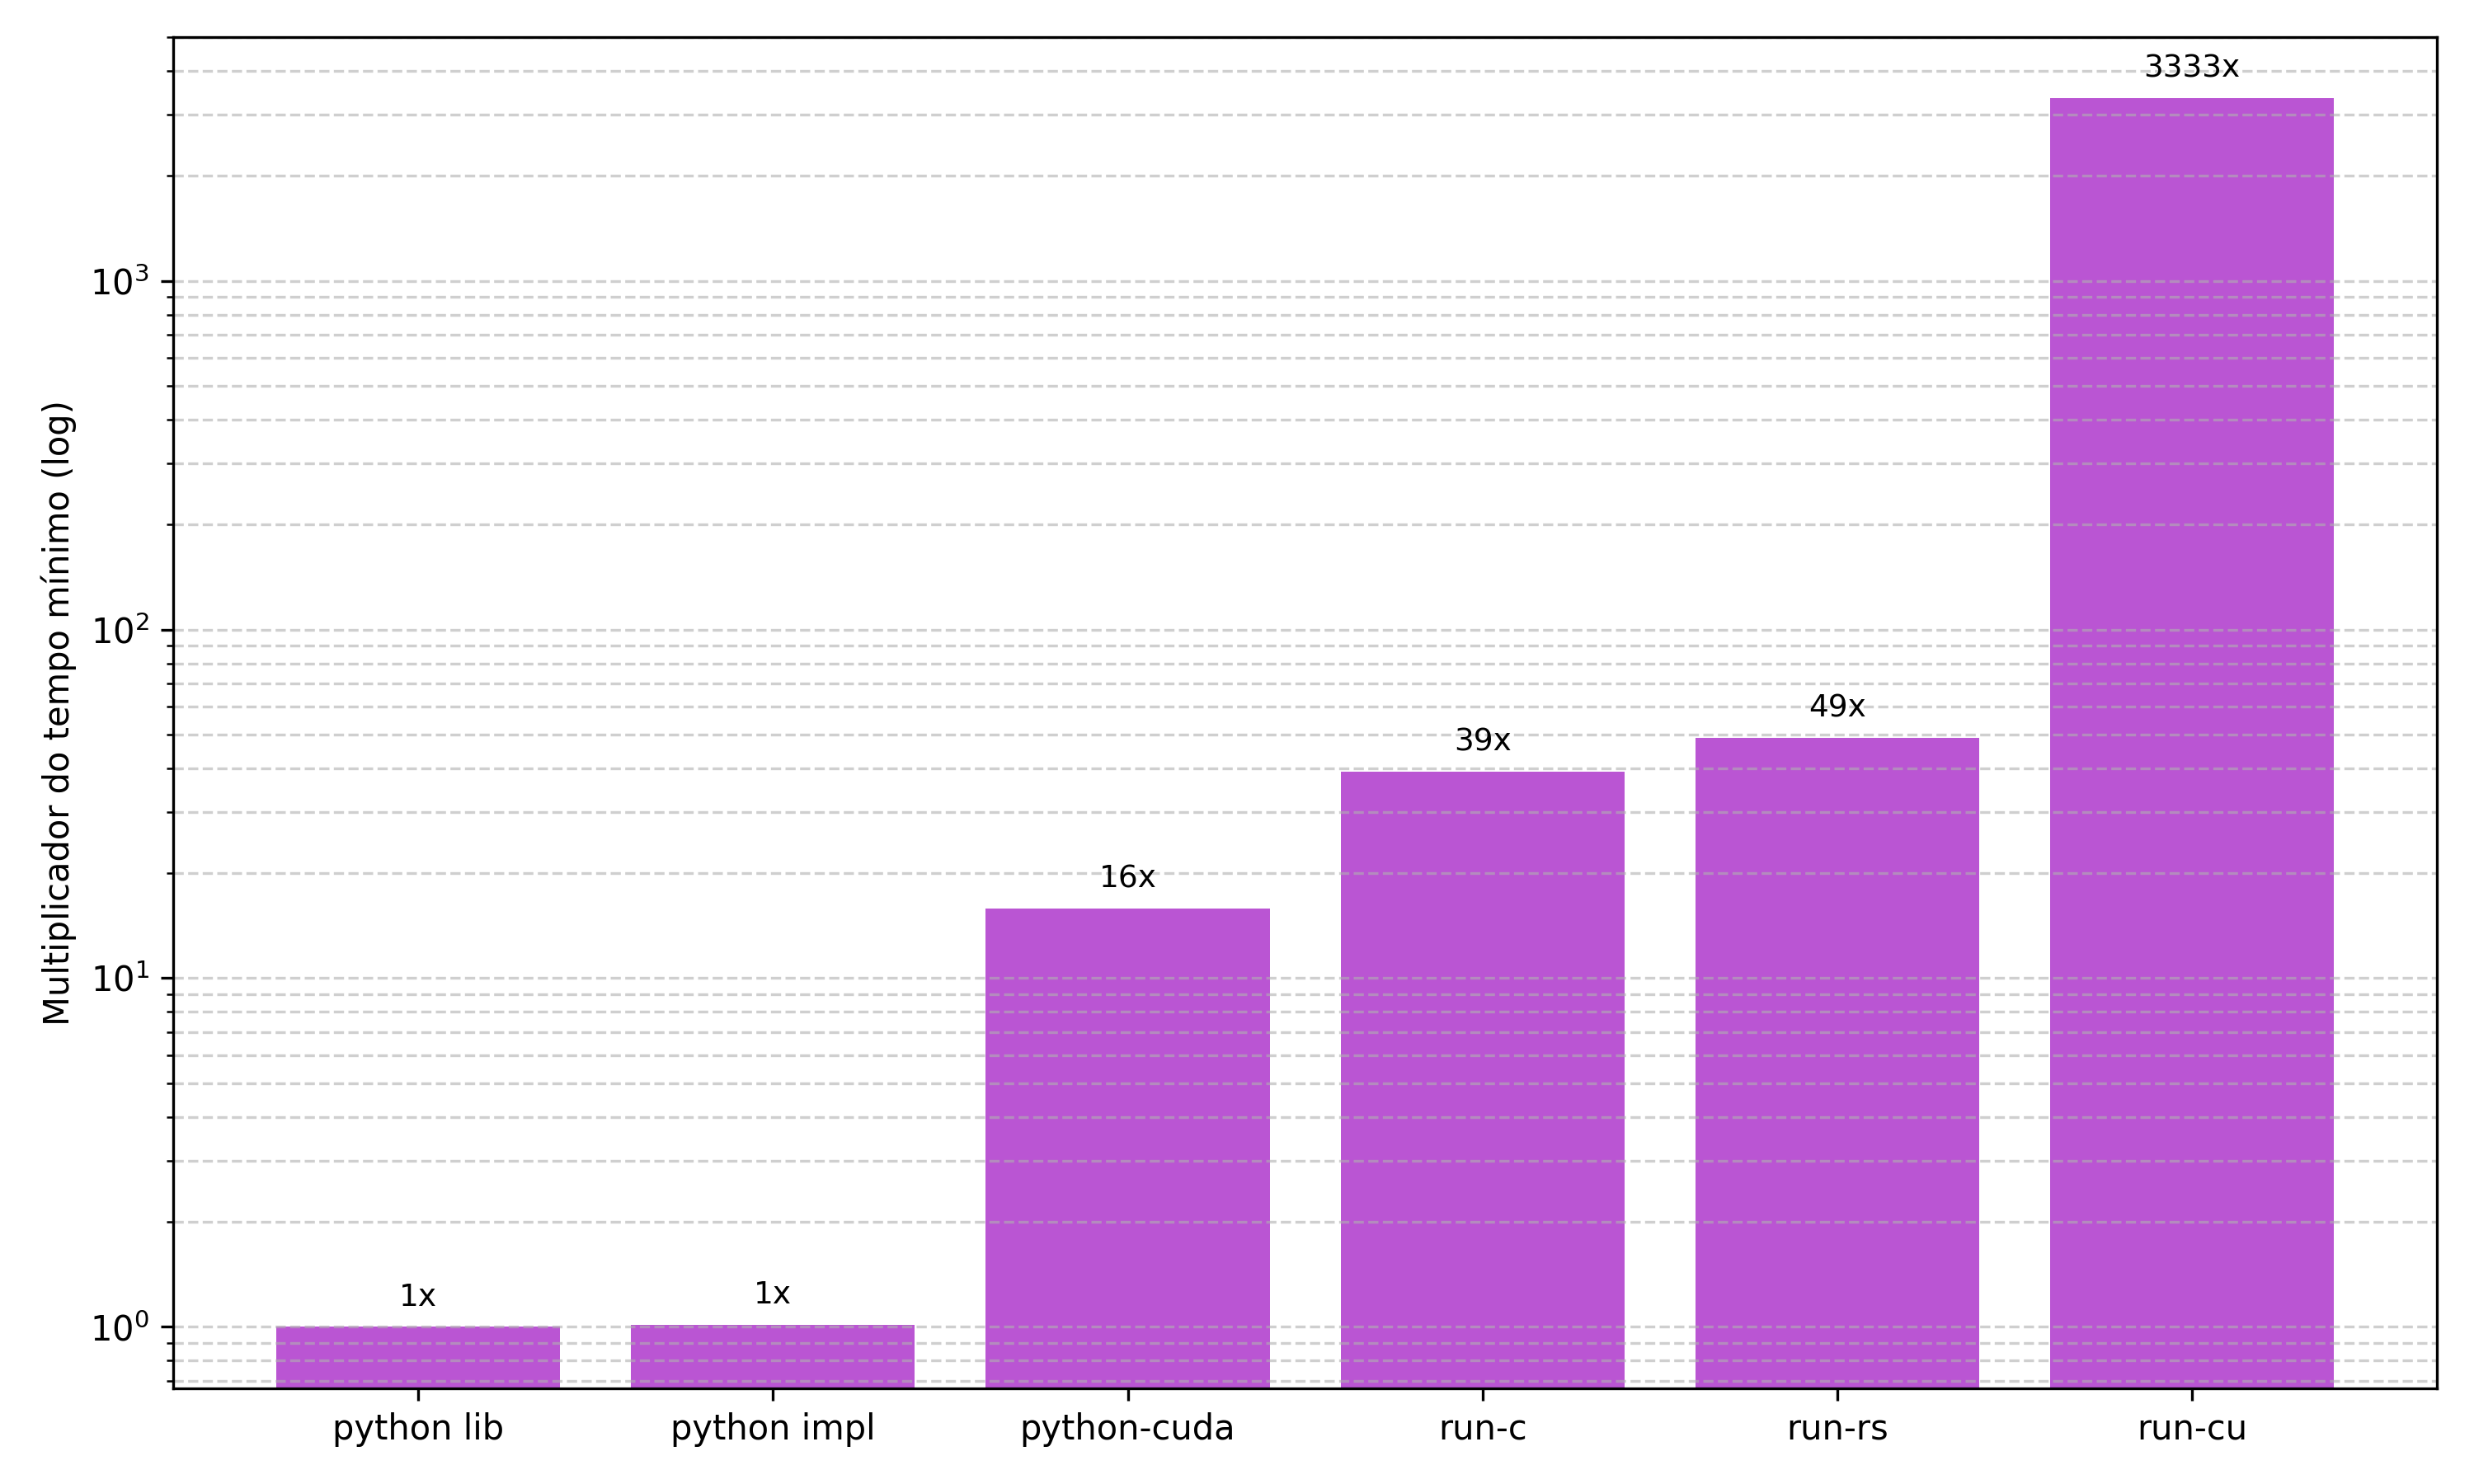 Multiplicador do tempo mínimo (log)
10³
10²
10¹
10⁰
1x
1x
16x
39x
49x
3333x
python lib
python impl
python-cuda
run-c
run-rs
run-cu